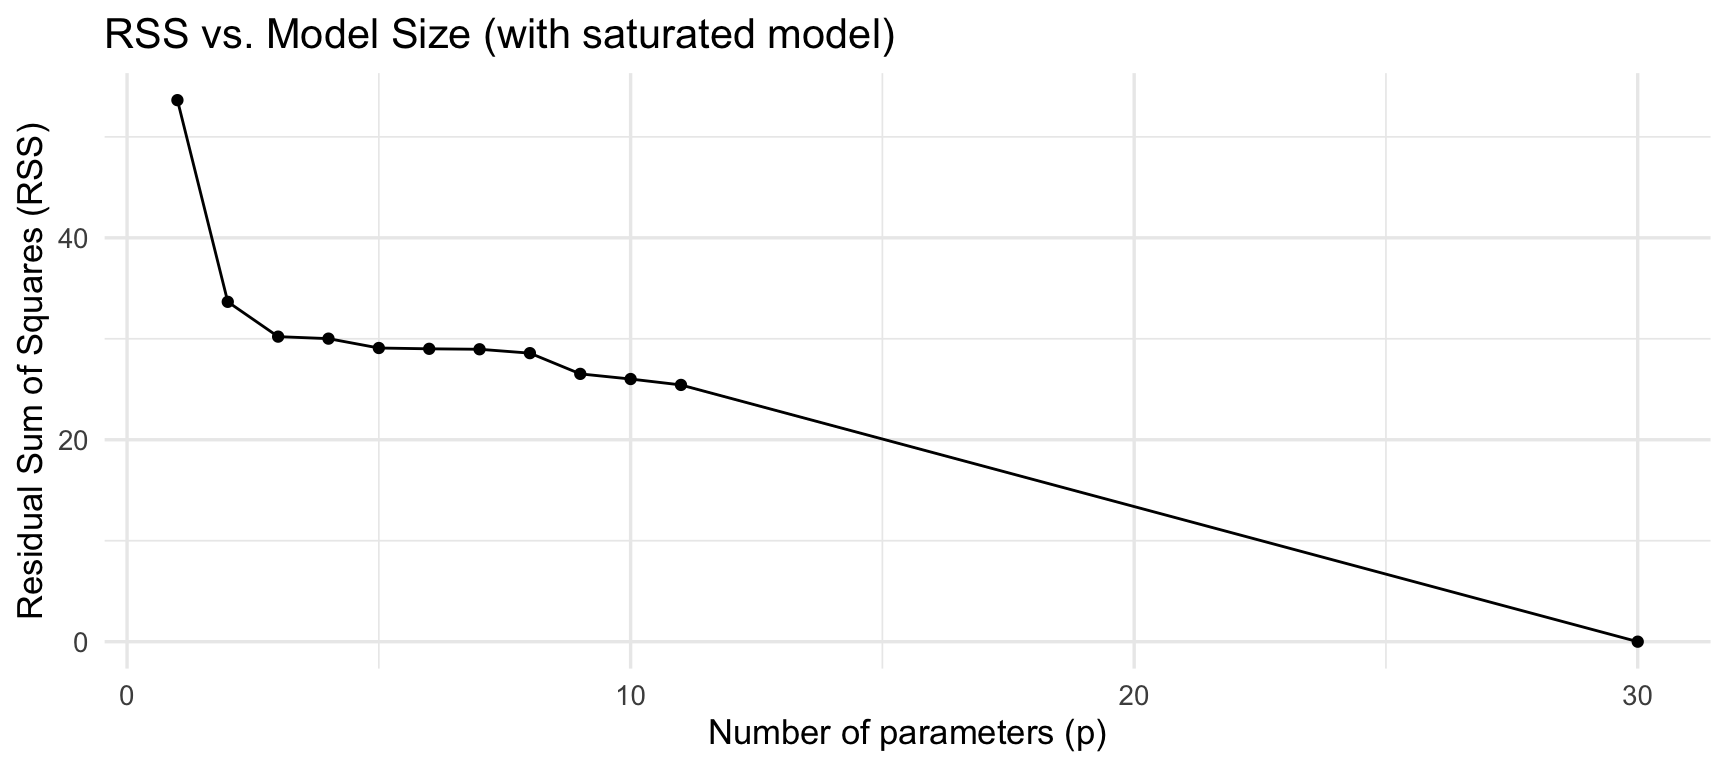 RSS vs. Model Size (with saturated model)
Residual Sum of Squares (RSS)
40
20
0
0 10 20 30
Number of parameters (p)